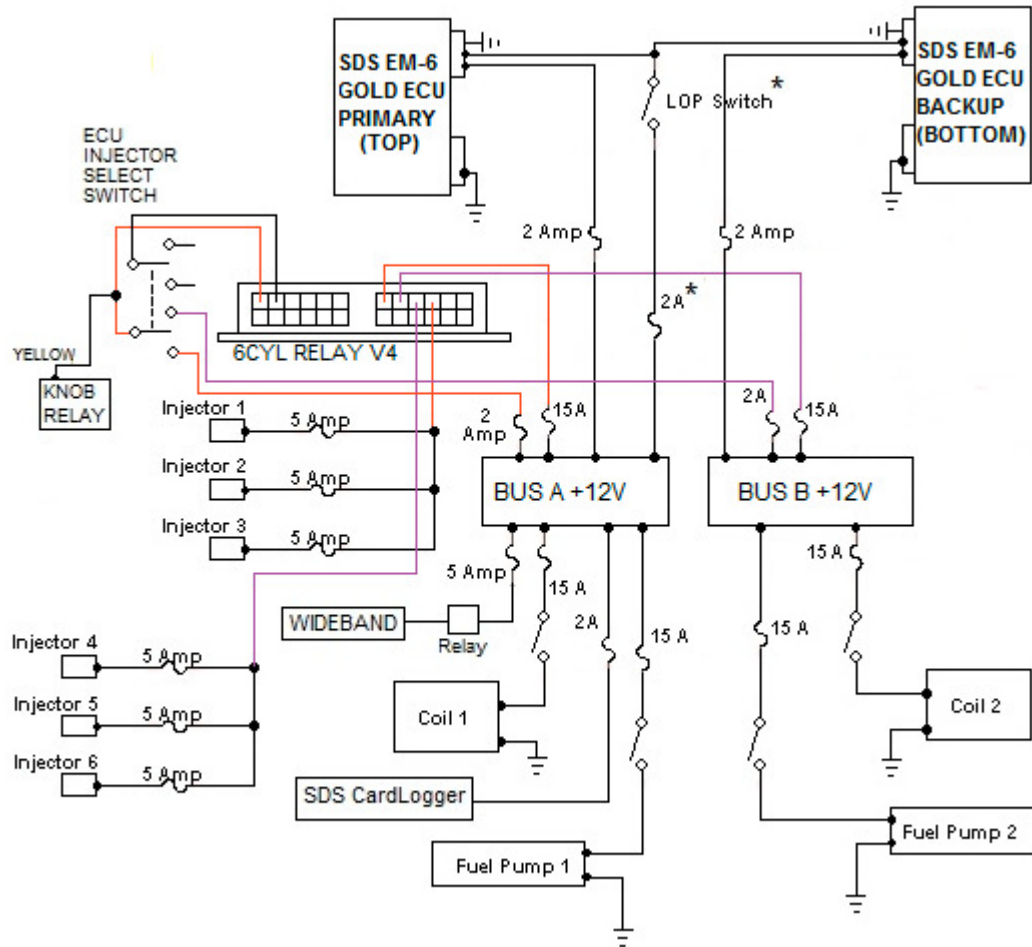 SDS EM-6
GOLD ECU
PRIMARY
(TOP)
SDS EM-6
GOLD ECU
BACKUP
(BOTTOM)
LOP Switch*
ECU
INJECTOR
SELECT
SWITCH
2 Amp
2 Amp
2A*
6CYL RELAY V4
YELLOW
KNOB
RELAY
Injector 1
5 Amp
2
Amp
15A
2A
15A
Injector 2
5 Amp
BUS A +12V
BUS B +12V
Injector 3
5 Amp
5 Amp
15 A
2A
15 A
15 A
15 A
WIDEBAND
Relay
Injector 4
5 Amp
Injector 5
5 Amp
Injector 6
5 Amp
Coil 1
Coil 2
SDS CardLogger
Fuel Pump 1
Fuel Pump 2